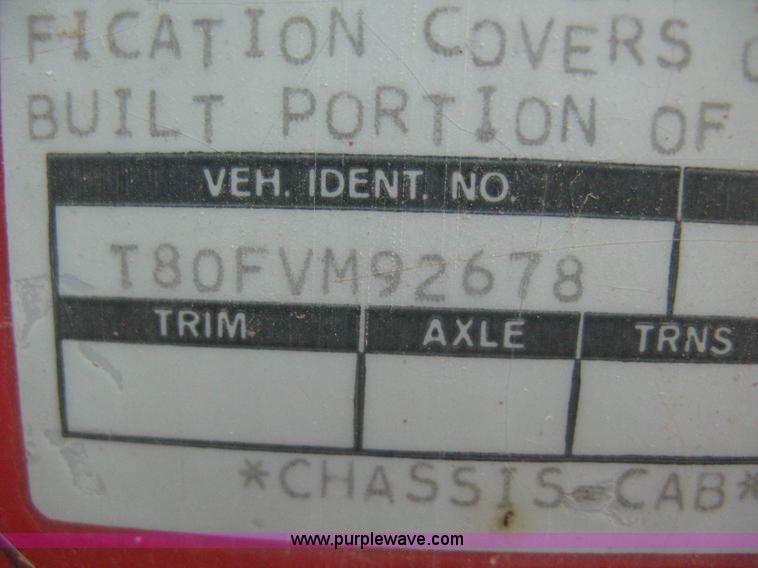 FICATION COVERS
BUILT PORTION OF
VEH. IDENT. NO.
T80FVM92678
TRIM AXLE TRNS
*CHASSIS-CAB*
www.purplewave.com